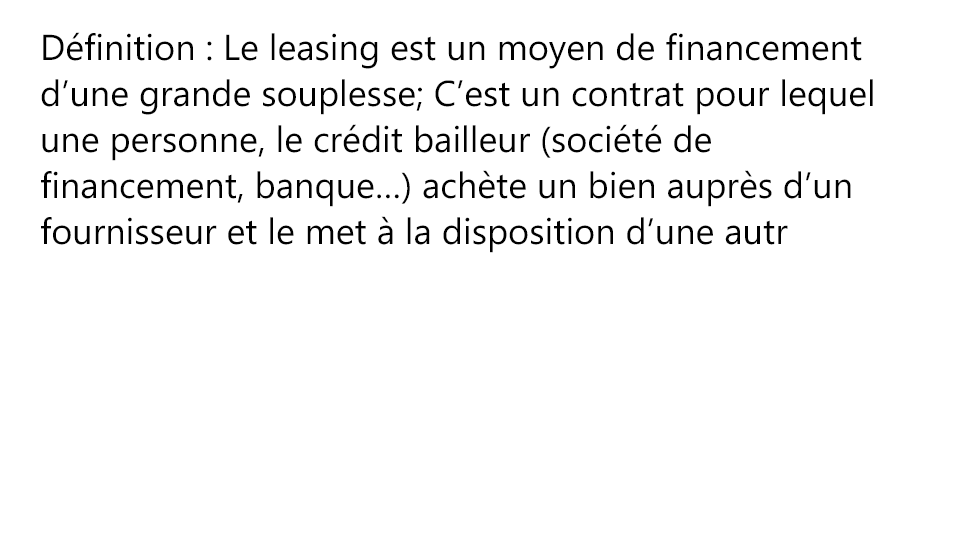 Définition : Le leasing est un moyen de financement
d’une grande souplesse; C’est un contrat pour lequel
une personne, le crédit bailleur (société de
financement, banque…) achète un bien auprès d’un
fournisseur et le met à la disposition d’une autr